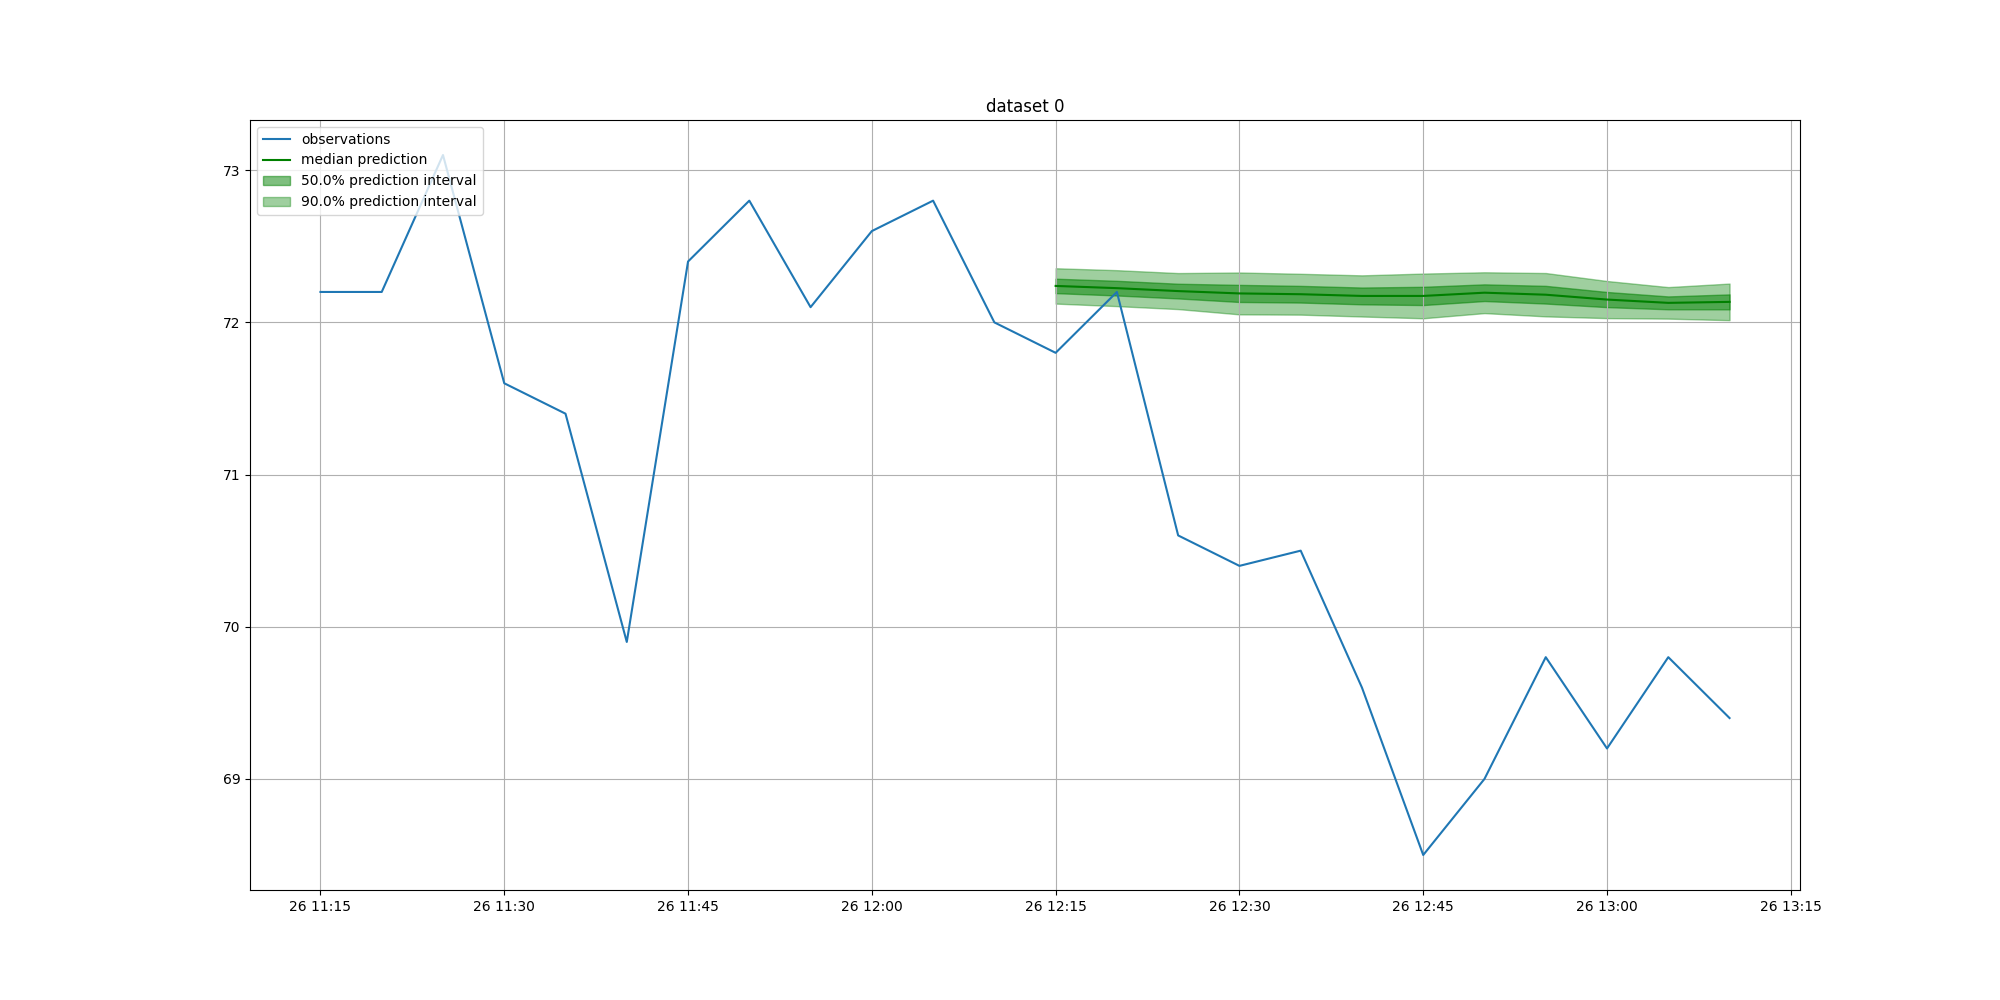 dataset 0
observations
median prediction
50.0% prediction interval
90.0% prediction interval
73
72
71
70
69
26 11:15 26 11:30 26 11:45 26 12:00 26 12:15 26 12:30 26 12:45 26 13:00 26 13:15